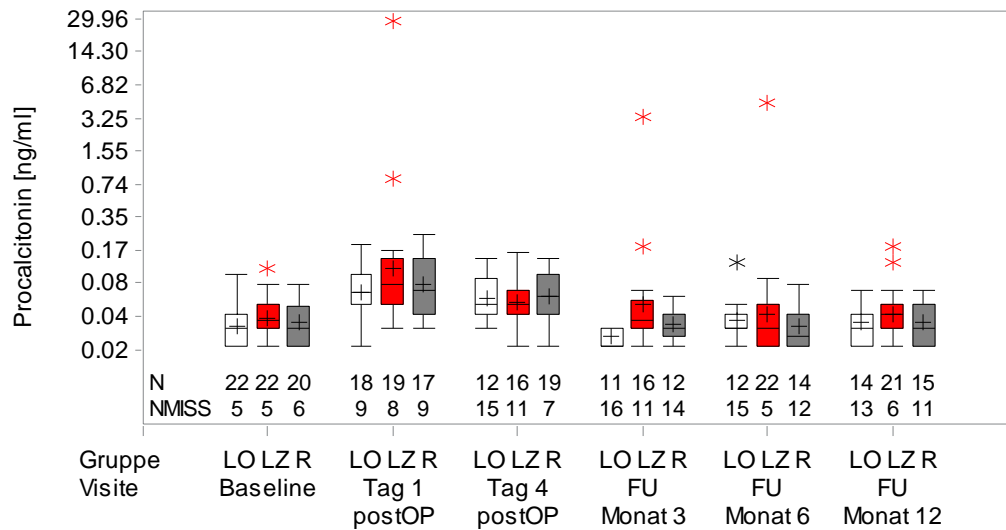 Procalcitonin [ng/ml]
29.96
14.30
6.82
3.25
1.55
0.74
0.35
0.17
0.08
0.04
0.02
N 22 22 20 18 19 17 12 16 19 11 16 12 12 22 14 14 21 15
NMISS 5 5 6 9 8 9 15 11 7 16 11 14 15 5 12 13 6 11
Gruppe LO LZ R LO LZ R LO LZ R LO LZ R LO LZ R LO LZ R
Visite Baseline Tag 1 Tag 4 FU FU FU
postOP postOP Monat 3 Monat 6 Monat 12